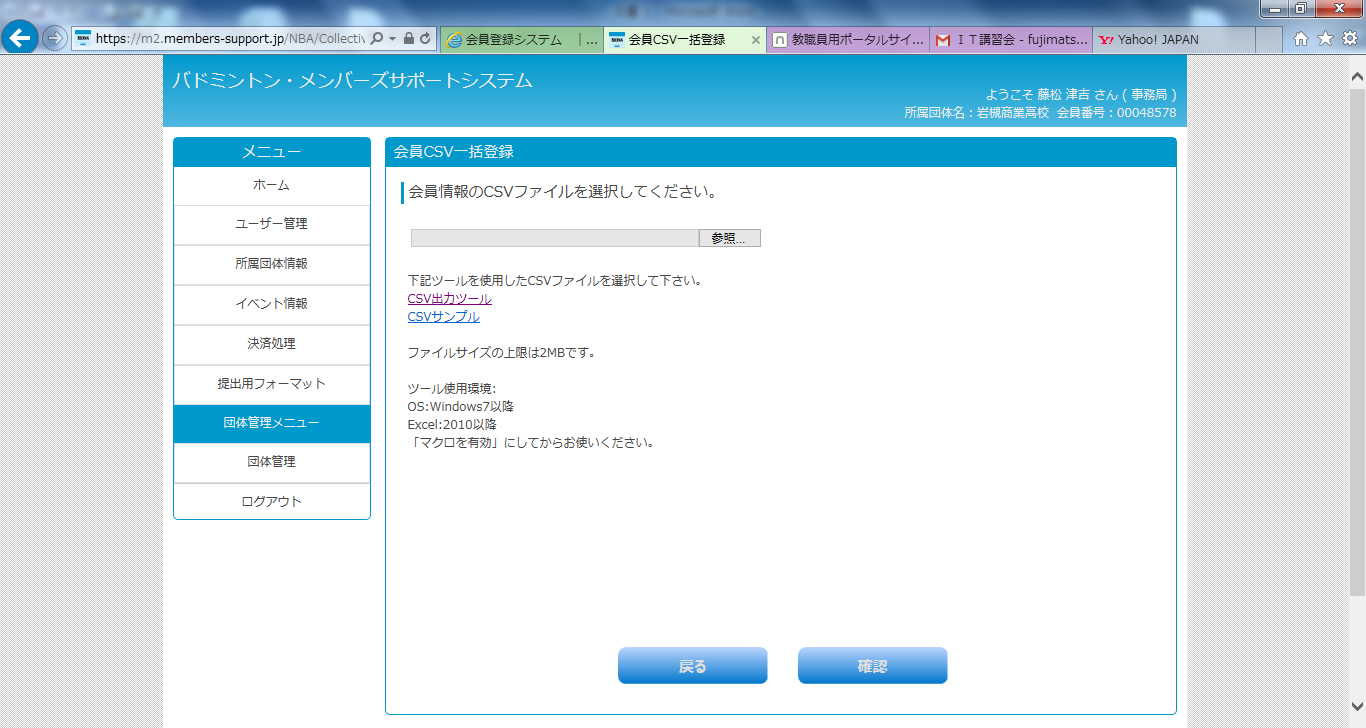 https://m2.members-support.jp/NBA/Collectiv
会員登録システム | ...
会員CSV一括登録
教職員用ポータルサイ...
ＩＴ講習会 - fujimats...
Yahoo! JAPAN
バドミントン・メンバーズサポートシステム
ようこそ 藤松 津吉 さん ( 事務局 )
所属団体名：岩槻商業高校 会員番号：00048578
メニュー
ホーム
ユーザー管理
所属団体情報
イベント情報
決済処理
提出用フォーマット
団体管理メニュー
団体管理
ログアウト
会員CSV一括登録
会員情報のCSVファイルを選択してください。
参照...
下記ツールを使用したCSVファイルを選択して下さい。
CSV出力ツール
CSVサンプル
ファイルサイズの上限は2MBです。
ツール使用環境:
OS:Windows7以降
Excel:2010以降
「マクロを有効」にしてからお使いください。
戻る
確認